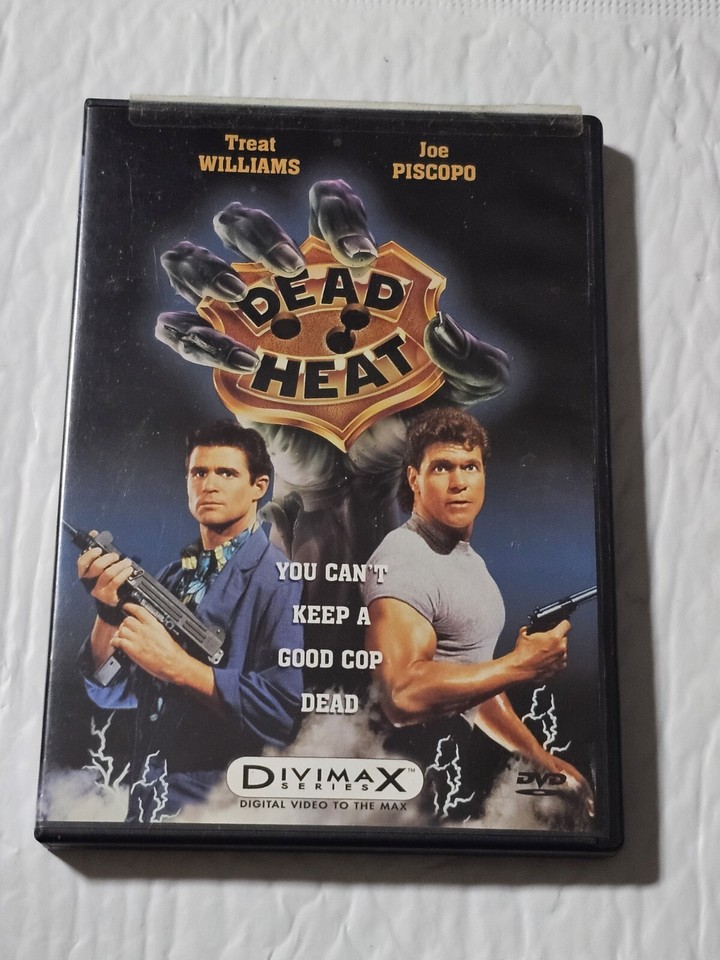 Treat
WILLIAMS
Joe
PISCOPO
DEAD
HEAT
YOU CAN'T
KEEP A
GOOD COP
DEAD
DIVIMAX™
SERIES
DIGITAL VIDEO TO THE MAX
DVD